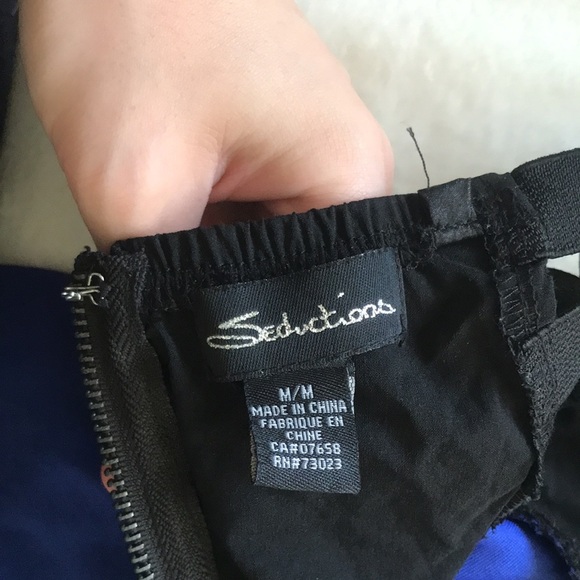 Seductions
M/M
MADE IN CHINA
FABRIQUE EN
CHINE
CA#07658
RN#73023